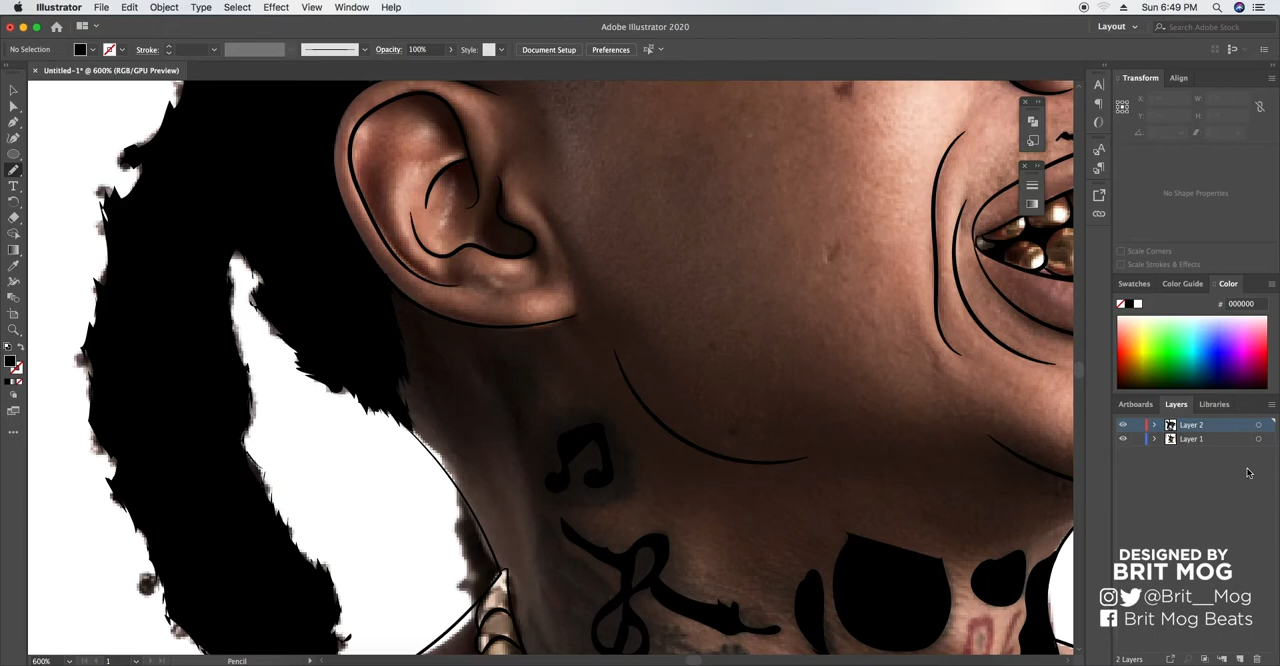 Illustrator File Edit Object Type Select Effect View Window Help
Sun 6:49 PM
Adobe Illustrator 2020
Layout
Search Adobe Stock
No Selection
Stroke:
Opacity: 100%
Style:
Document Setup
Preferences
× Untitled-1* @ 600% (RGB/GPU Preview)
Transform Align
X: W:
Y: H:
No Shape Properties
Scale Corners
Scale Strokes & Effects
Swatches Color Guide Color
# 000000
Artboards Layers Libraries
Layer 2
Layer 1
DESIGNED BY
BRIT MOG
@Brit__Mog
Brit Mog Beats
600% 1 Pencil
2 Layers